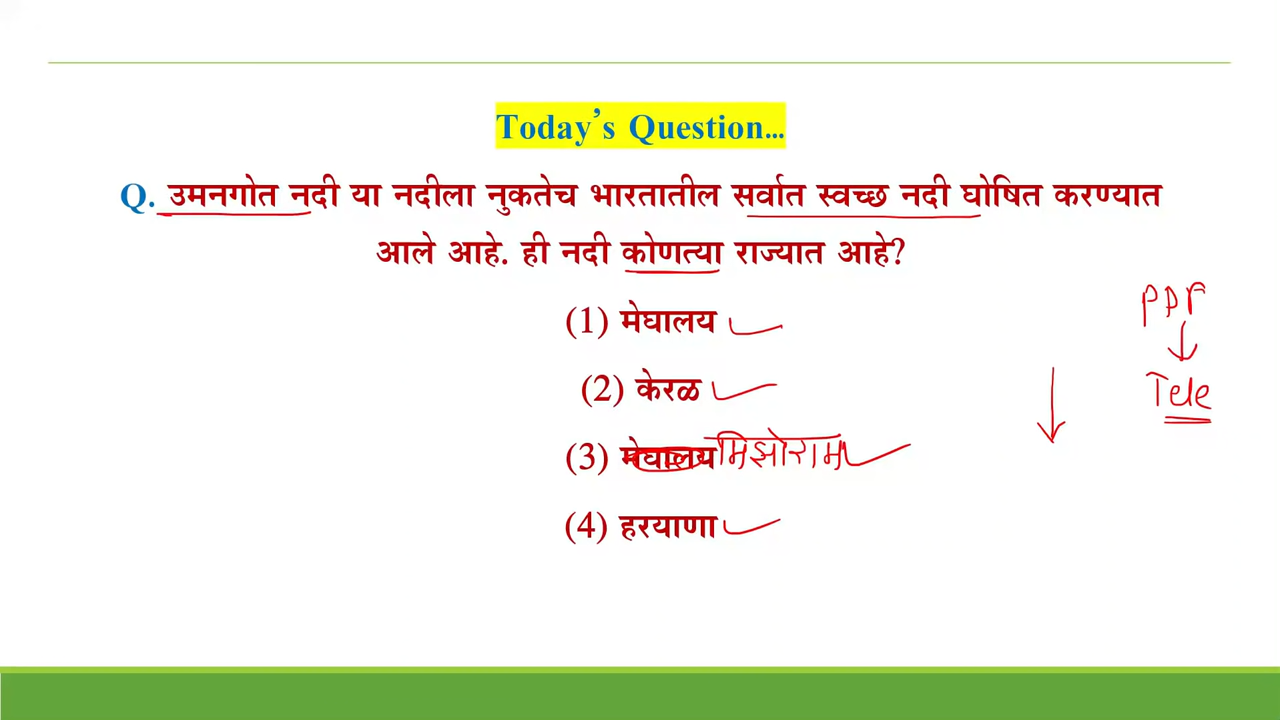 Today's Question...
Q. उमनगोत नदी या नदीला नुकतेच भारतातील सर्वात स्वच्छ नदी घोषित करण्यात
आले आहे. ही नदी कोणत्या राज्यात आहे?
(1) मेघालय
PDF
(2) केरळ
Tele
(3) मेघालय मिझोराम
(4) हरयाणा